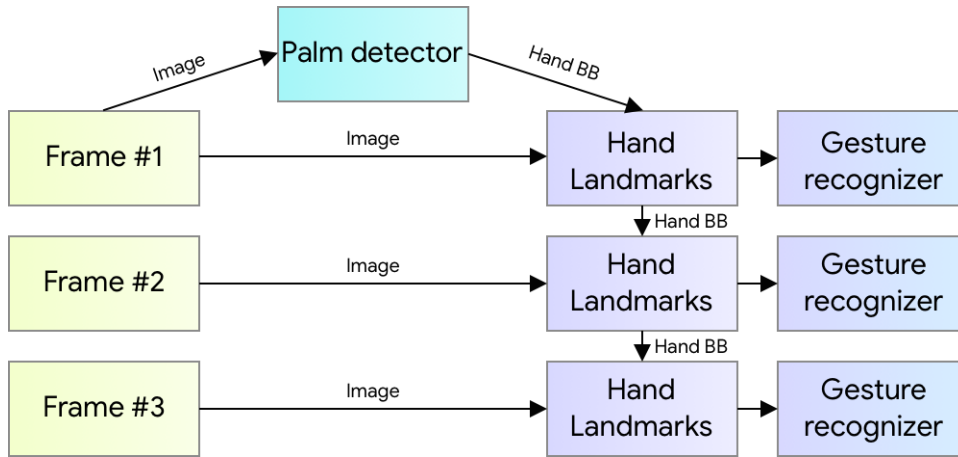 Palm detector
Image
Hand BB
Frame #1
Image
Hand
Landmarks
Gesture
recognizer
Hand BB
Frame #2
Image
Hand
Landmarks
Gesture
recognizer
Hand BB
Frame #3
Image
Hand
Landmarks
Gesture
recognizer